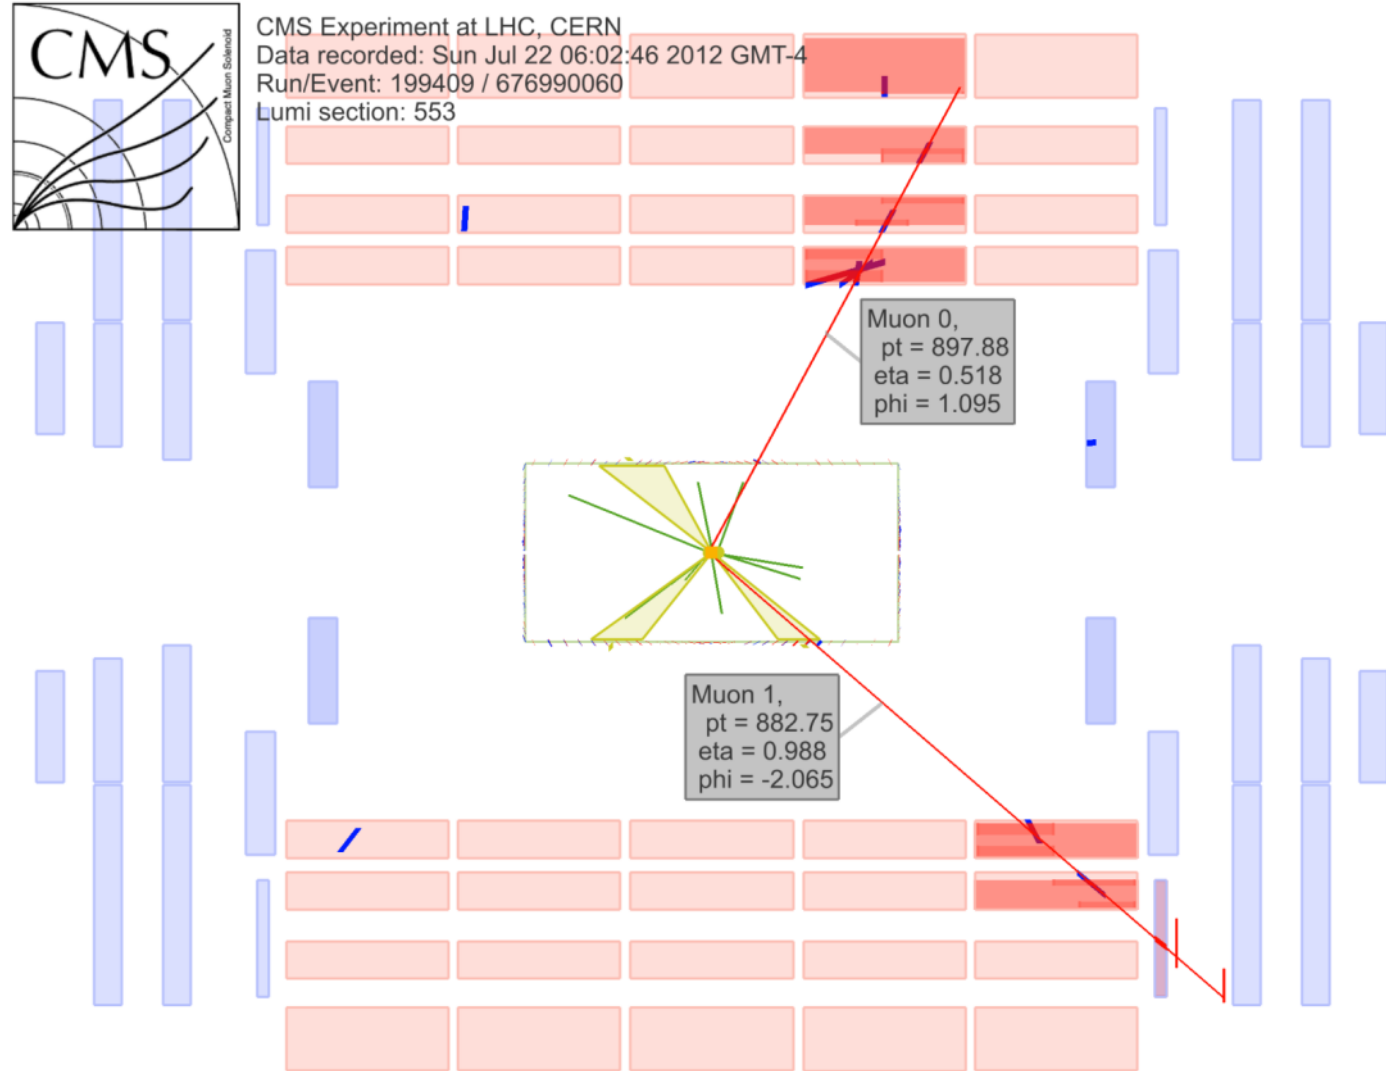 CMS
Compact Muon Solenoid
CMS Experiment at LHC, CERN
Data recorded: Sun Jul 22 06:02:46 2012 GMT-4
Run/Event: 199409 / 676990060
Lumi section: 553
Muon 0,
pt = 897.88
eta = 0.518
phi = 1.095
Muon 1,
pt = 882.75
eta = 0.988
phi = -2.065